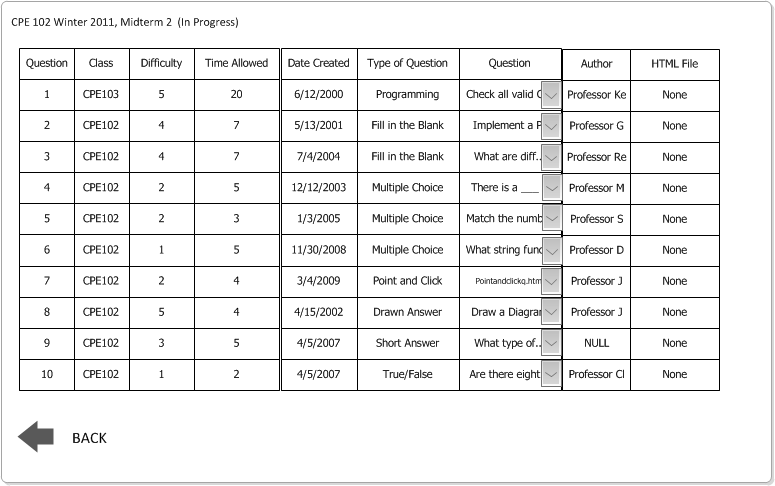 CPE 102 Winter 2011, Midterm 2 (In Progress)
Question Class Difficulty Time Allowed Date Created Type of Question Question Author HTML File
1 CPE103 5 20 6/12/2000 Programming Check all valid Professor Ke None
2 CPE102 4 7 5/13/2001 Fill in the Blank Implement a Professor G None
3 CPE102 4 7 7/4/2004 Fill in the Blank What are diff.. Professor Re None
4 CPE102 2 5 12/12/2003 Multiple Choice There is a ___ Professor M None
5 CPE102 2 3 1/3/2005 Multiple Choice Match the numb Professor S None
6 CPE102 1 5 11/30/2008 Multiple Choice What string func Professor D None
7 CPE102 2 4 3/4/2009 Point and Click Pointandclickq.htm Professor J None
8 CPE102 5 4 4/15/2002 Drawn Answer Draw a Diagra Professor J None
9 CPE102 3 5 4/5/2007 Short Answer What type of.. NULL None
10 CPE102 1 2 4/5/2007 True/False Are there eight Professor Cl None
BACK